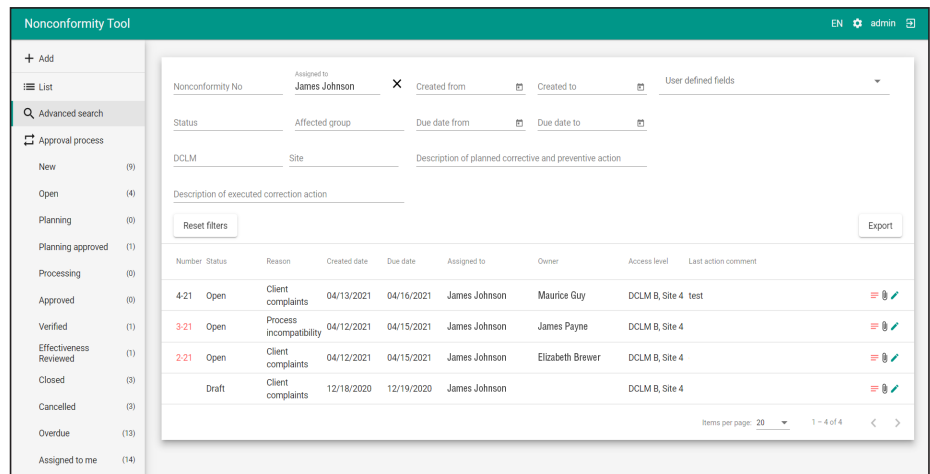 Nonconformity Tool
EN admin
Add
List
Advanced search
Approval process
New (9)
Open (4)
Planning (0)
Planning approved (1)
Processing (0)
Approved (0)
Verified (1)
Effectiveness
Reviewed (1)
Closed (3)
Cancelled (3)
Overdue (13)
Assigned to me (14)
Assigned to
Nonconformity No James Johnson Created from Created to User defined fields
Status Affected group Due date from Due date to
DCLM Site Description of planned corrective and preventive action
Description of executed correction action
Reset filters Export
Number Status Reason Created date Due date Assigned to Owner Access level Last action comment
4-21 Open Client complaints 04/13/2021 04/16/2021 James Johnson Maurice Guy DCLM B, Site 4 test
3-21 Open Process incompatibility 04/12/2021 04/15/2021 James Johnson James Payne DCLM B, Site 4
2-21 Open Client complaints 04/12/2021 04/15/2021 James Johnson Elizabeth Brewer DCLM B, Site 4
Draft Client complaints 12/18/2020 12/19/2020 James Johnson DCLM B, Site 4
Items per page: 20 1 – 4 of 4